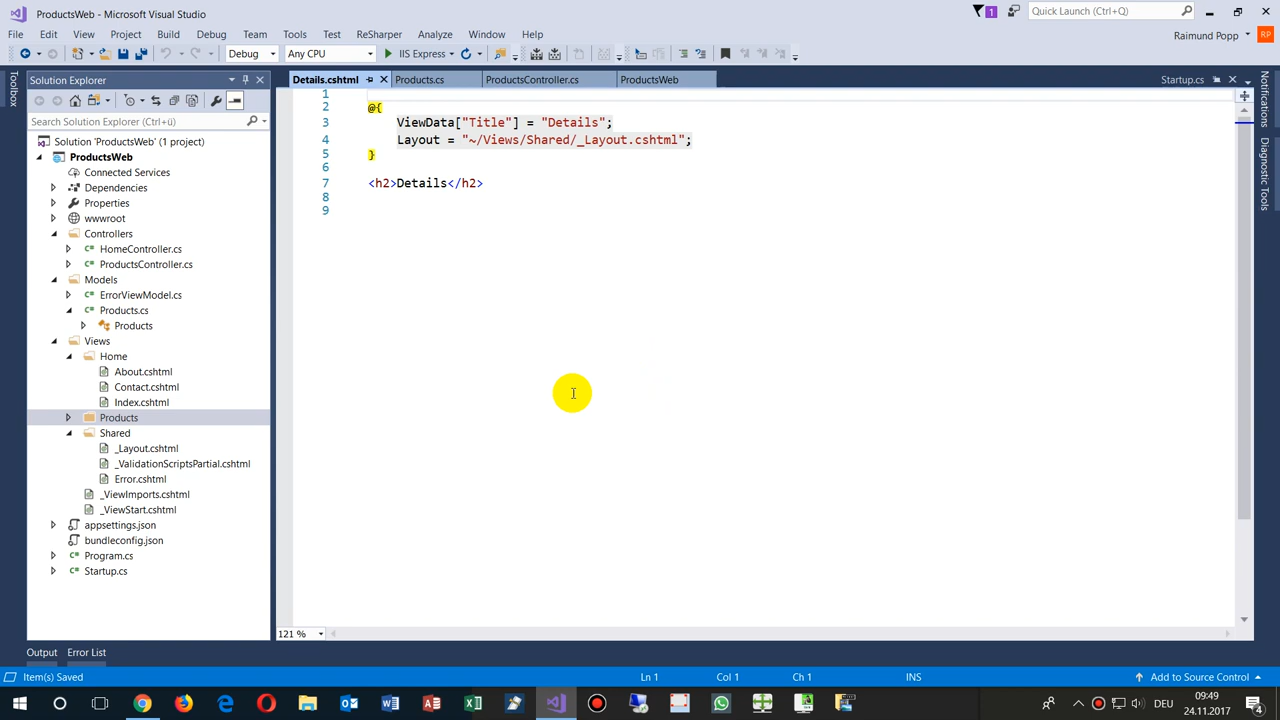 ProductsWeb - Microsoft Visual Studio
1
Quick Launch (Ctrl+Q)
File Edit View Project Build Debug Team Tools Test ReSharper Analyze Window Help
Raimund Popp RP
Debug Any CPU IIS Express
Toolbox
Solution Explorer
Details.cshtml Products.cs ProductsController.cs ProductsWeb Startup.cs
Search Solution Explorer (Ctrl+ü)
Solution 'ProductsWeb' (1 project)
ProductsWeb
Connected Services
Dependencies
Properties
wwwroot
Controllers
HomeController.cs
ProductsController.cs
Models
ErrorViewModel.cs
Products.cs
Products
Views
Home
About.cshtml
Contact.cshtml
Index.cshtml
Products
Shared
_Layout.cshtml
_ValidationScriptsPartial.cshtml
Error.cshtml
_ViewImports.cshtml
_ViewStart.cshtml
appsettings.json
bundleconfig.json
Program.cs
Startup.cs
1
2 @{
3 ViewData["Title"] = "Details";
4 Layout = "~/Views/Shared/_Layout.cshtml";
5 }
6
7 <h2>Details</h2>
8
9
Notifications
Diagnostic Tools
121 %
Output Error List
Item(s) Saved Ln 1 Col 1 Ch 1 INS Add to Source Control
DEU
09:49
24.11.2017
4